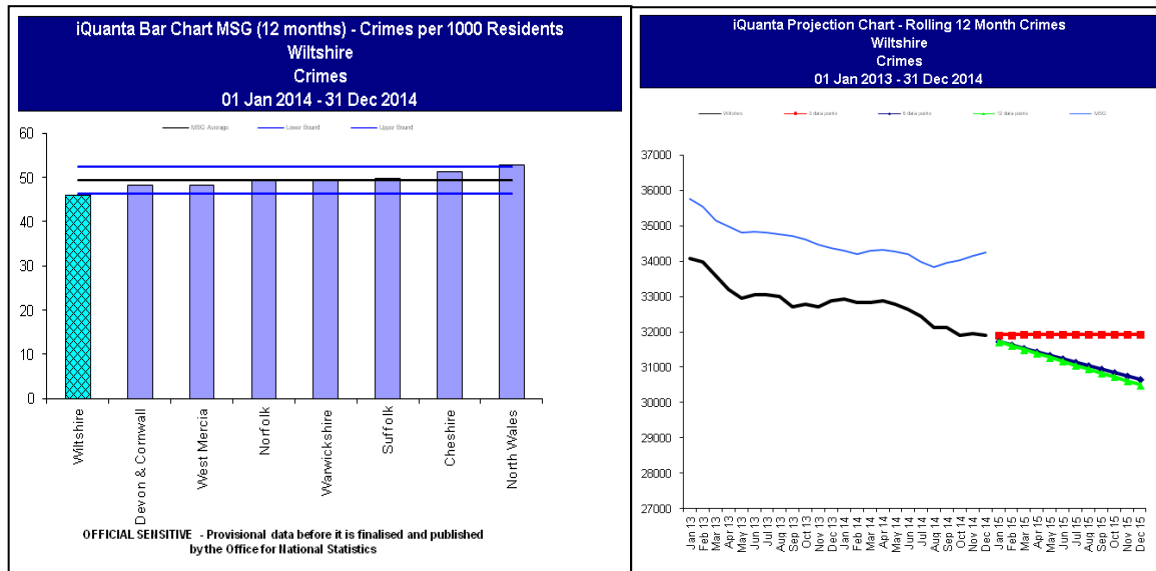 iQuanta Bar Chart MSG (12 months) - Crimes per 1000 Residents
Wiltshire
Crimes
01 Jan 2014 - 31 Dec 2014
MSG Average
Lower Bound
Upper Bound
60
50
40
30
20
10
0
Wiltshire
Devon & Cornwall
West Mercia
Norfolk
Warwickshire
Suffolk
Cheshire
North Wales
OFFICIAL SENSITIVE - Provisional data before it is finalised and published
by the Office for National Statistics
iQuanta Projection Chart - Rolling 12 Month Crimes
Wiltshire
Crimes
01 Jan 2013 - 31 Dec 2014
Wiltshire
3 data points
6 data points
12 data points
MSG
37000
36000
35000
34000
33000
32000
31000
30000
29000
28000
27000
Jan 13
Feb 13
Mar 13
Apr 13
May 13
Jun 13
Jul 13
Aug 13
Sep 13
Oct 13
Nov 13
Dec 13
Jan 14
Feb 14
Mar 14
Apr 14
May 14
Jun 14
Jul 14
Aug 14
Sep 14
Oct 14
Nov 14
Dec 14
Jan 15
Feb 15
Mar 15
Apr 15
May 15
Jun 15
Jul 15
Aug 15
Sep 15
Oct 15
Nov 15
Dec 15